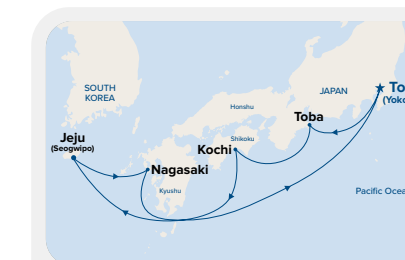 SOUTH
KOREA
JAPAN
To
(Yoko
Honshu
Toba
Jeju
(Seogwipo)
Shikoku
Kochi
Nagasaki
Kyushu
Pacific Ocea